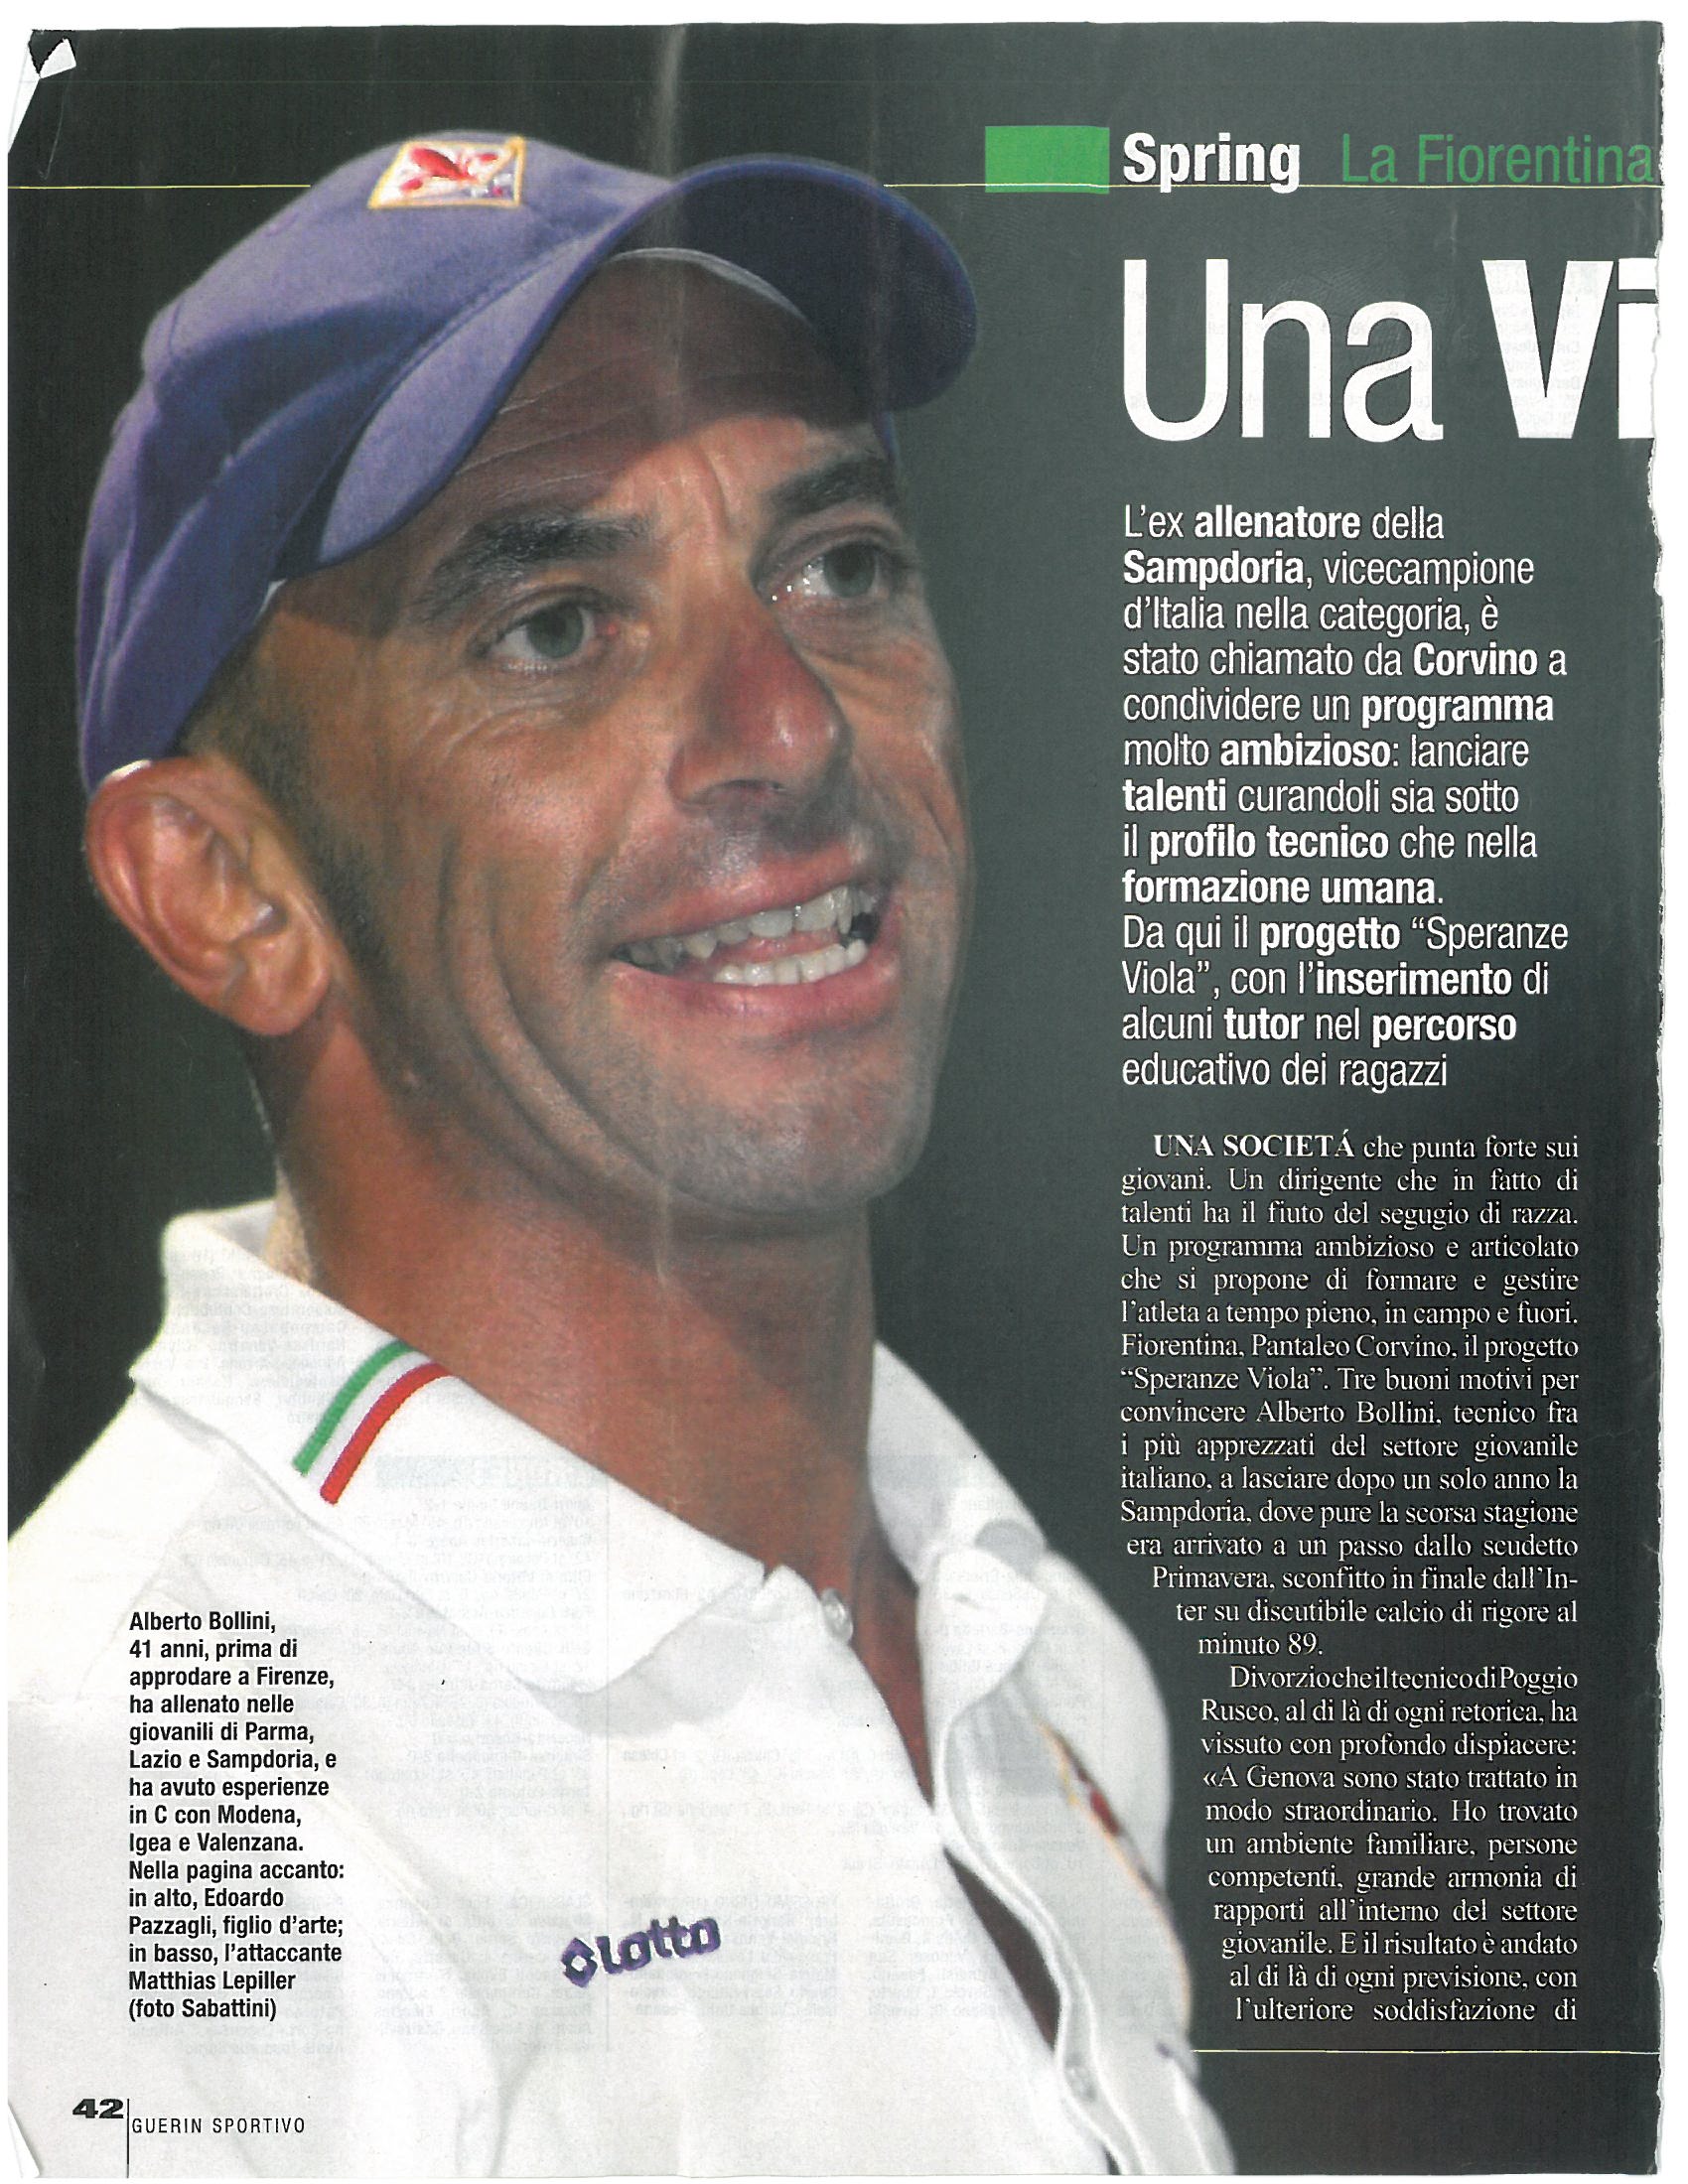 Spring La Fiorentina
Una Vi
L'ex allenatore della
Sampdoria, vicecampione
d'Italia nella categoria, è
stato chiamato da Corvino a
condividere un programma
molto ambizioso: lanciare
talenti curandoli sia sotto
il profilo tecnico che nella
formazione umana.
Da qui il progetto “Speranze
Viola”, con l'inserimento di
alcuni tutor nel percorso
educativo dei ragazzi
UNA SOCIETÁ che punta forte sui
giovani. Un dirigente che in fatto di
talenti ha il fiuto del segugio di razza.
Un programma ambizioso e articolato
che si propone di formare e gestire
l'atleta a tempo pieno, in campo e fuori.
Fiorentina, Pantaleo Corvino, il progetto
“Speranze Viola”. Tre buoni motivi per
convincere Alberto Bollini, tecnico fra
i più apprezzati del settore giovanile
italiano, a lasciare dopo un solo anno la
Sampdoria, dove pure la scorsa stagione
era arrivato a un passo dallo scudetto
Primavera, sconfitto in finale dall'In-
ter su discutibile calcio di rigore al
minuto 89.
Divorzio che il tecnico di Poggio
Rusco, al di là di ogni retorica, ha
vissuto con profondo dispiacere:
«A Genova sono stato trattato in
modo straordinario. Ho trovato
un ambiente familiare, persone
competenti, grande armonia di
rapporti all'interno del settore
giovanile. E il risultato è andato
al di là di ogni previsione, con
l'ulteriore soddisfazione di
Alberto Bollini,
41 anni, prima di
approdare a Firenze,
ha allenato nelle
giovanili di Parma,
Lazio e Sampdoria, e
ha avuto esperienze
in C con Modena,
Igea e Valenzana.
Nella pagina accanto:
in alto, Edoardo
Pazzagli, figlio d'arte;
in basso, l'attaccante
Matthias Lepiller
(foto Sabattini)
lotto
42
GUERIN SPORTIVO